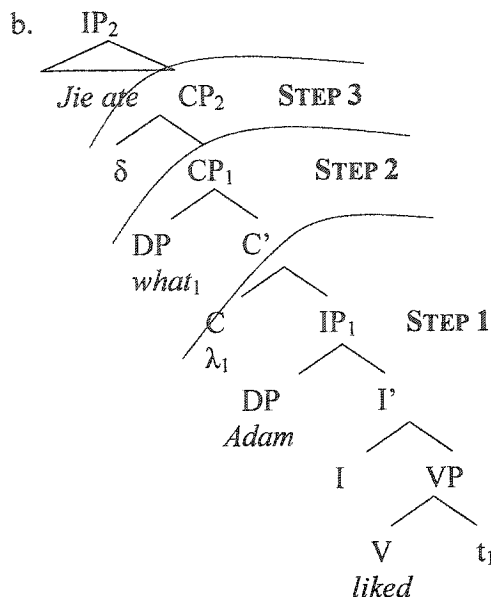 b. IP₂
Jie ate CP₂ STEP 3
δ CP₁ STEP 2
DP C'
what₁
C IP₁ STEP 1
λ₁
DP I'
Adam
I VP
V t₁
liked